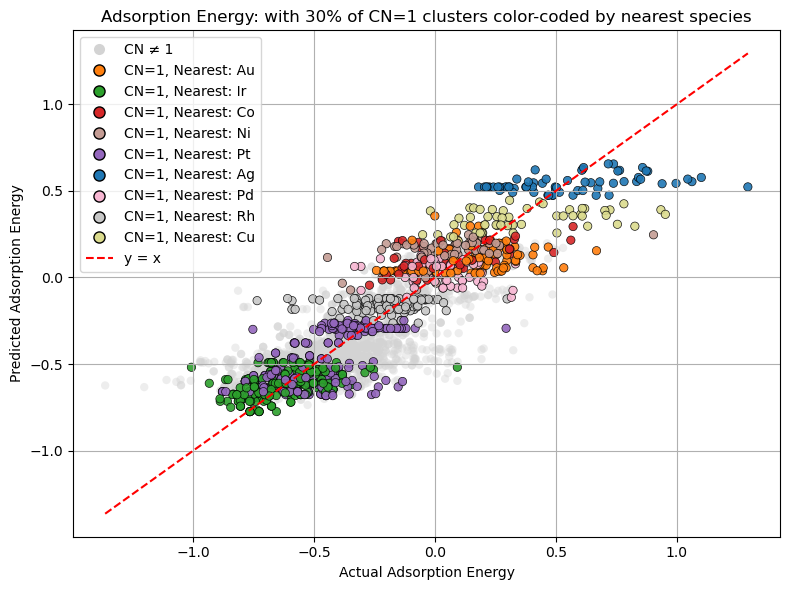 Adsorption Energy: with 30% of CN=1 clusters color-coded by nearest species
CN ≠ 1
CN=1, Nearest: Au
CN=1, Nearest: Ir
CN=1, Nearest: Co
CN=1, Nearest: Ni
CN=1, Nearest: Pt
CN=1, Nearest: Ag
CN=1, Nearest: Pd
CN=1, Nearest: Rh
CN=1, Nearest: Cu
y = x
Predicted Adsorption Energy
1.0
0.5
0.0
−0.5
−1.0
−1.0
−0.5
0.0
0.5
1.0
Actual Adsorption Energy